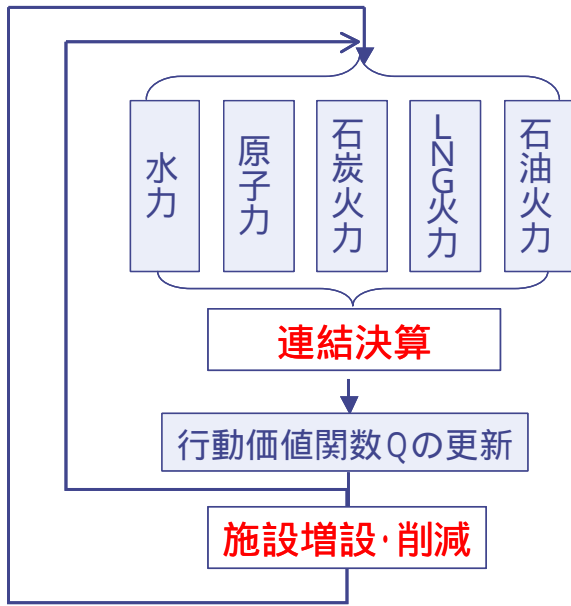 水力
原子力
石炭火力
LNG火力
石油火力
連結決算
行動価値関数Qの更新
施設増設・削減